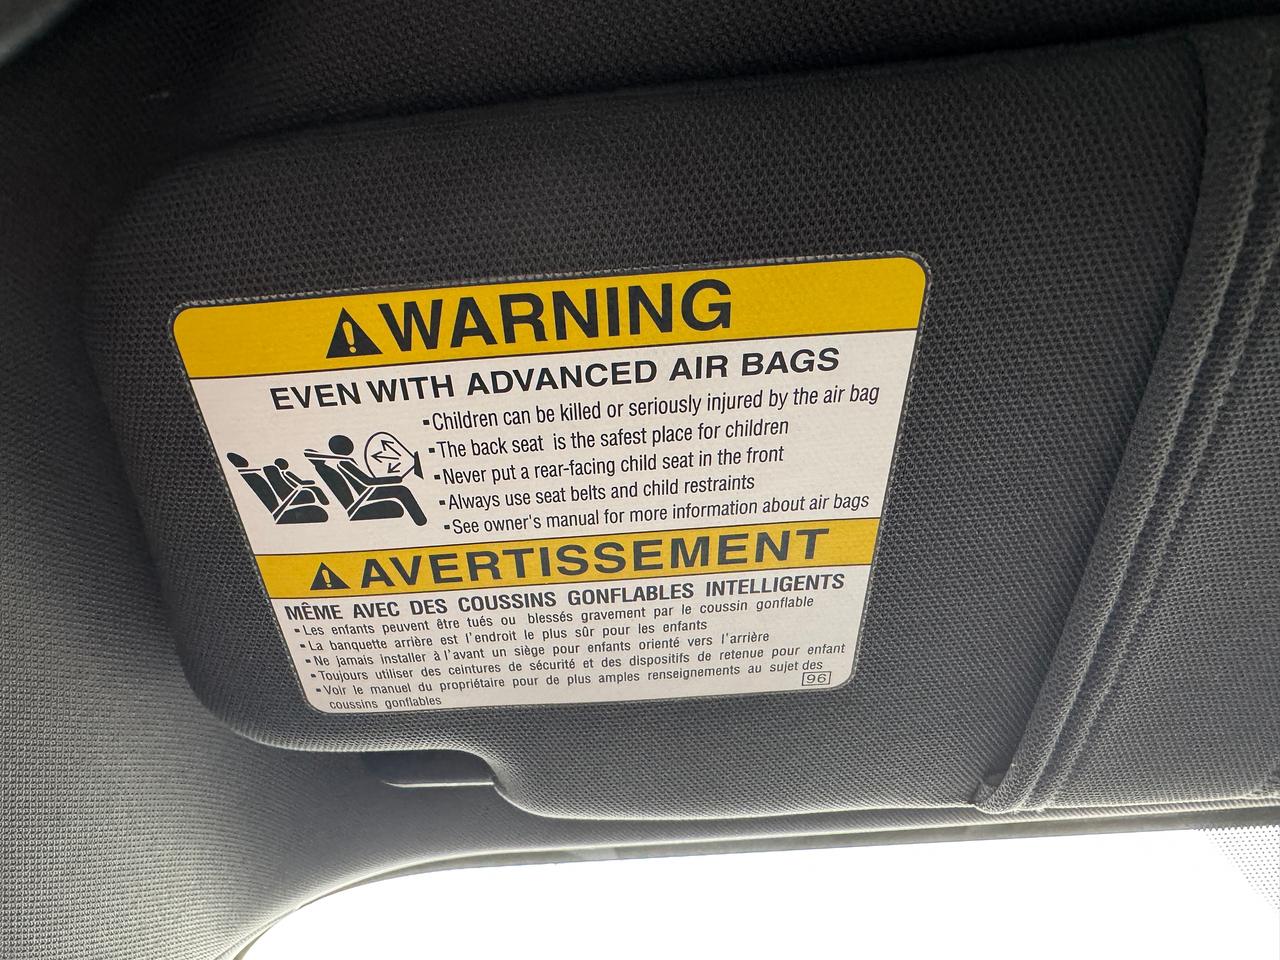 WARNING
EVEN WITH ADVANCED AIR BAGS
▪Children can be killed or seriously injured by the air bag
▪The back seat is the safest place for children
▪Never put a rear-facing child seat in the front
▪Always use seat belts and child restraints
▪See owner's manual for more information about air bags
AVERTISSEMENT
MÊME AVEC DES COUSSINS GONFLABLES INTELLIGENTS
▪Les enfants peuvent être tués ou blessés gravement par le coussin gonflable
▪La banquette arrière est l'endroit le plus sûr pour les enfants
▪Ne jamais installer à l'avant un siège pour enfants orienté vers l'arrière
▪Toujours utiliser des ceintures de sécurité et des dispositifs de retenue pour enfant
▪Voir le manuel du propriétaire pour de plus amples renseignements au sujet des
coussins gonflables
96